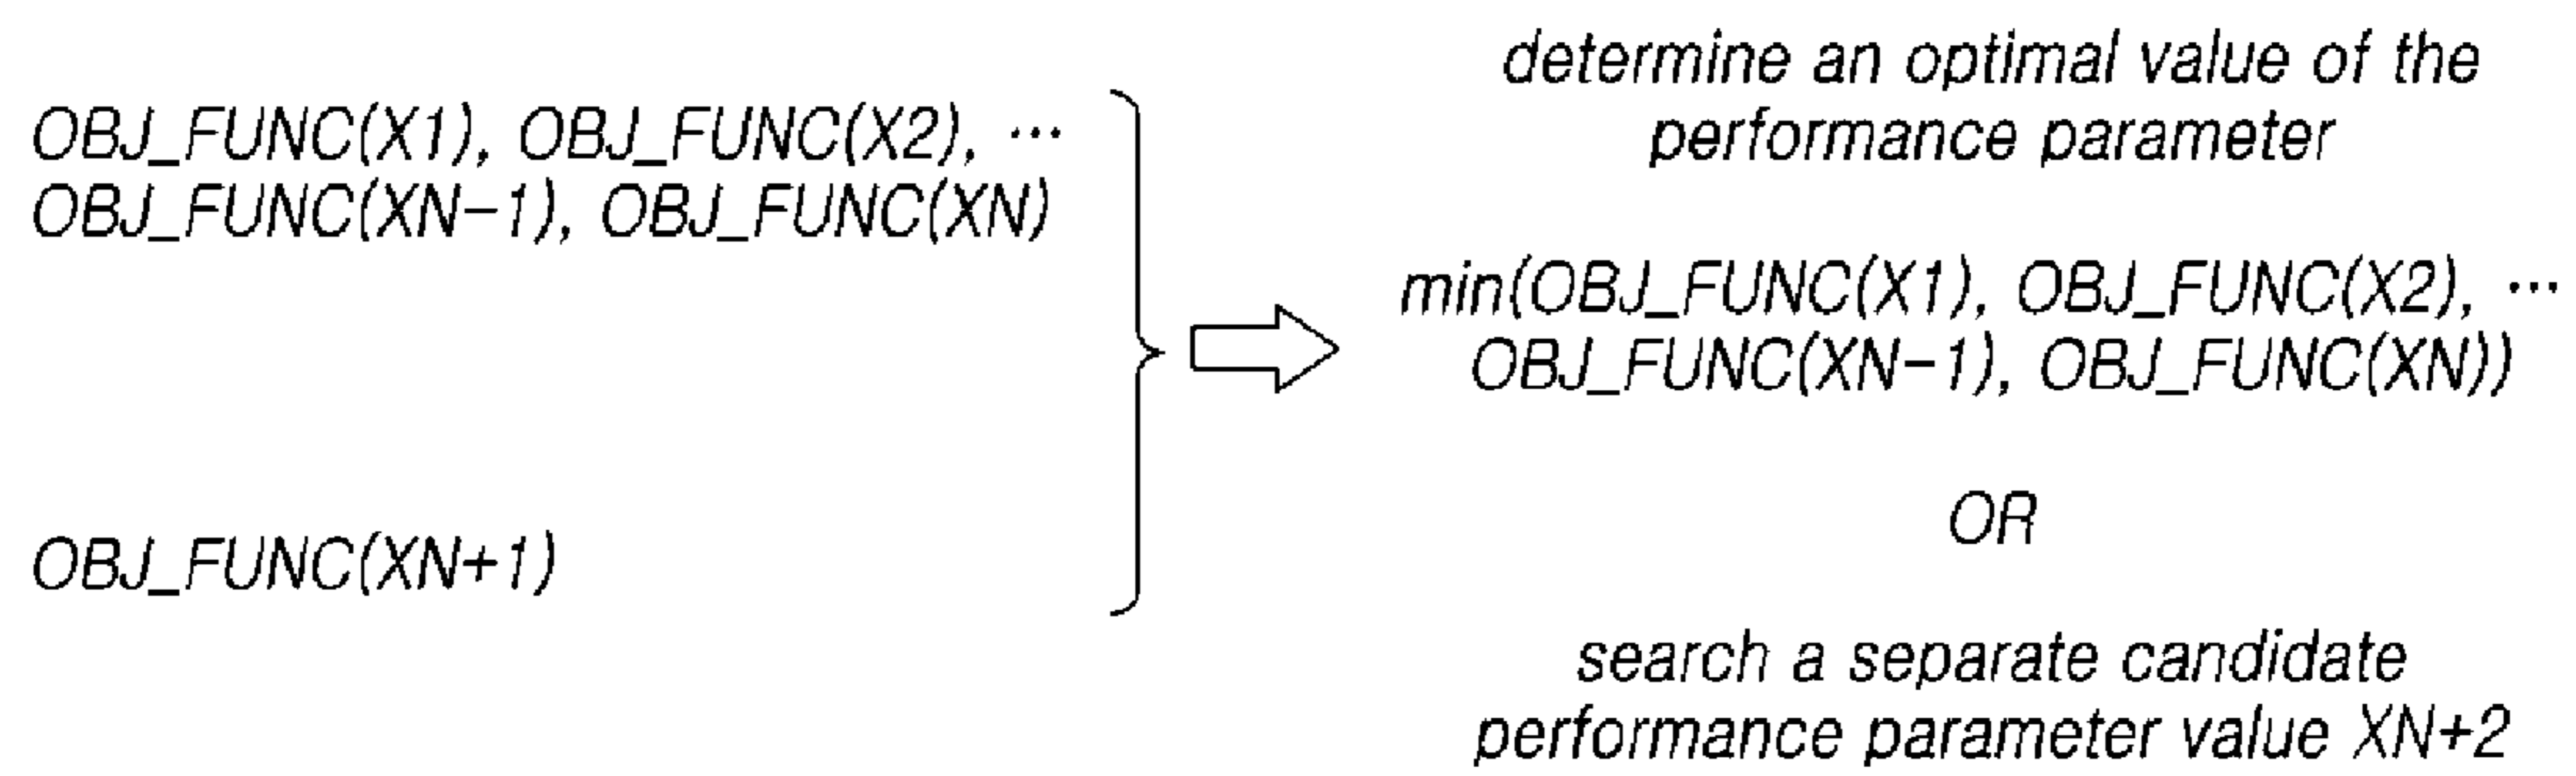 OBJ_FUNC(X1), OBJ_FUNC(X2), ···
OBJ_FUNC(XN-1), OBJ_FUNC(XN)
OBJ_FUNC(XN+1)
determine an optimal value of the
performance parameter
min(OBJ_FUNC(X1), OBJ_FUNC(X2), ···
OBJ_FUNC(XN-1), OBJ_FUNC(XN))
OR
search a separate candidate
performance parameter value XN+2